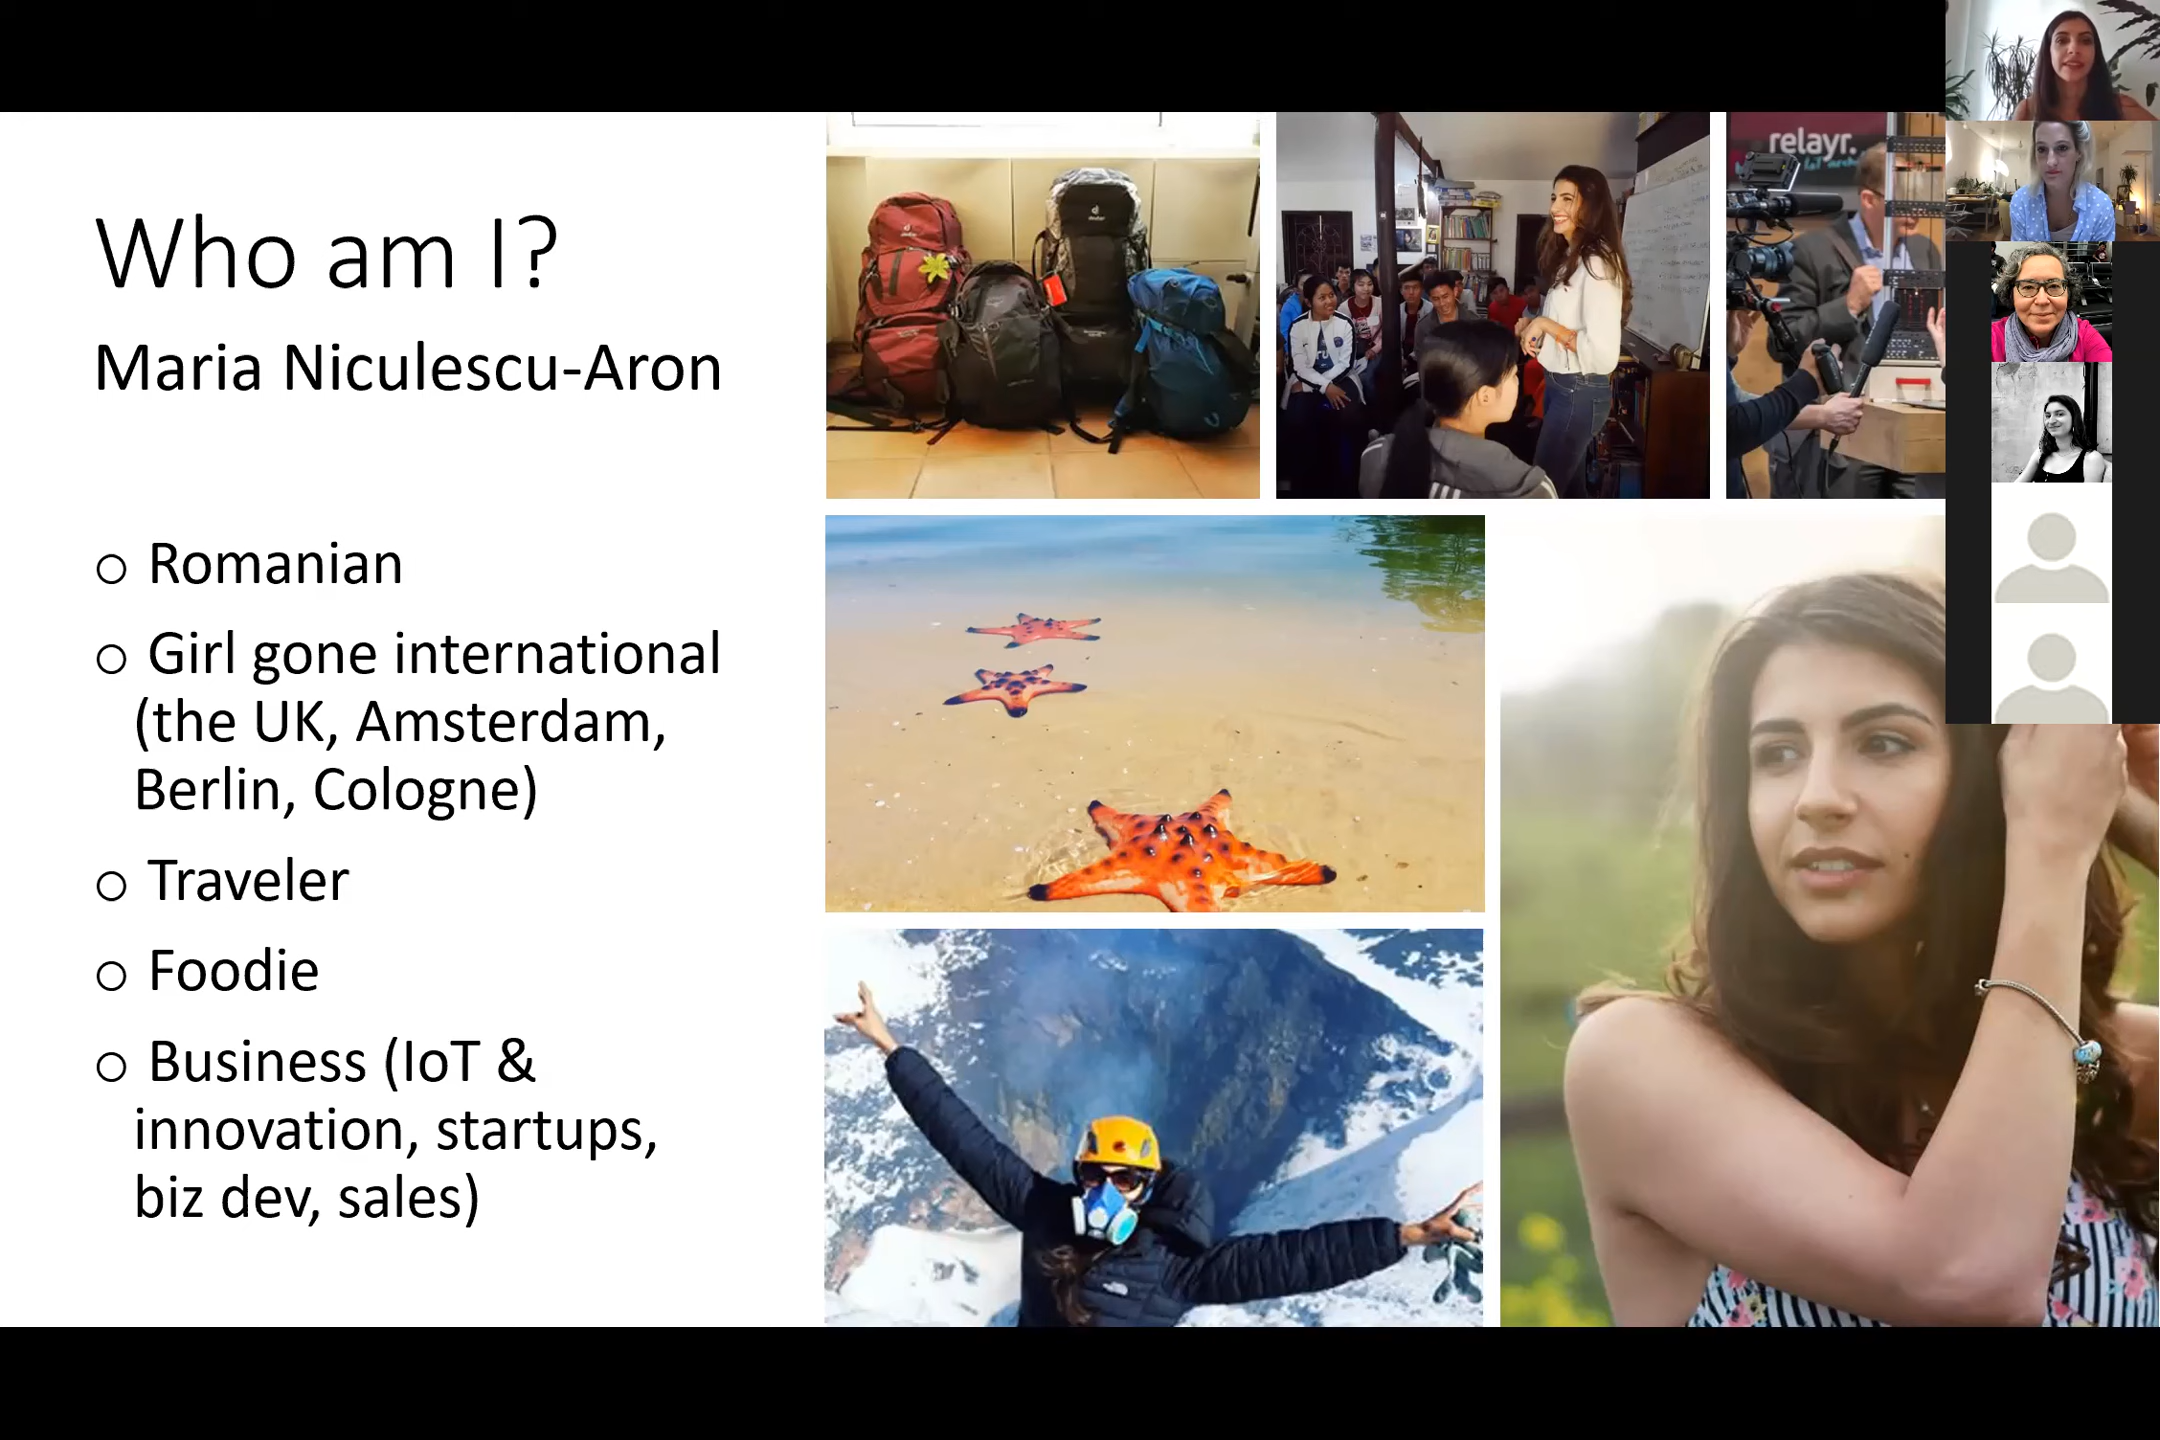 Who am I?
Maria Niculescu-Aron
Romanian
Girl gone international
(the UK, Amsterdam,
Berlin, Cologne)
Traveler
Foodie
Business (IoT &
innovation, startups,
biz dev, sales)
relayr.
deuter